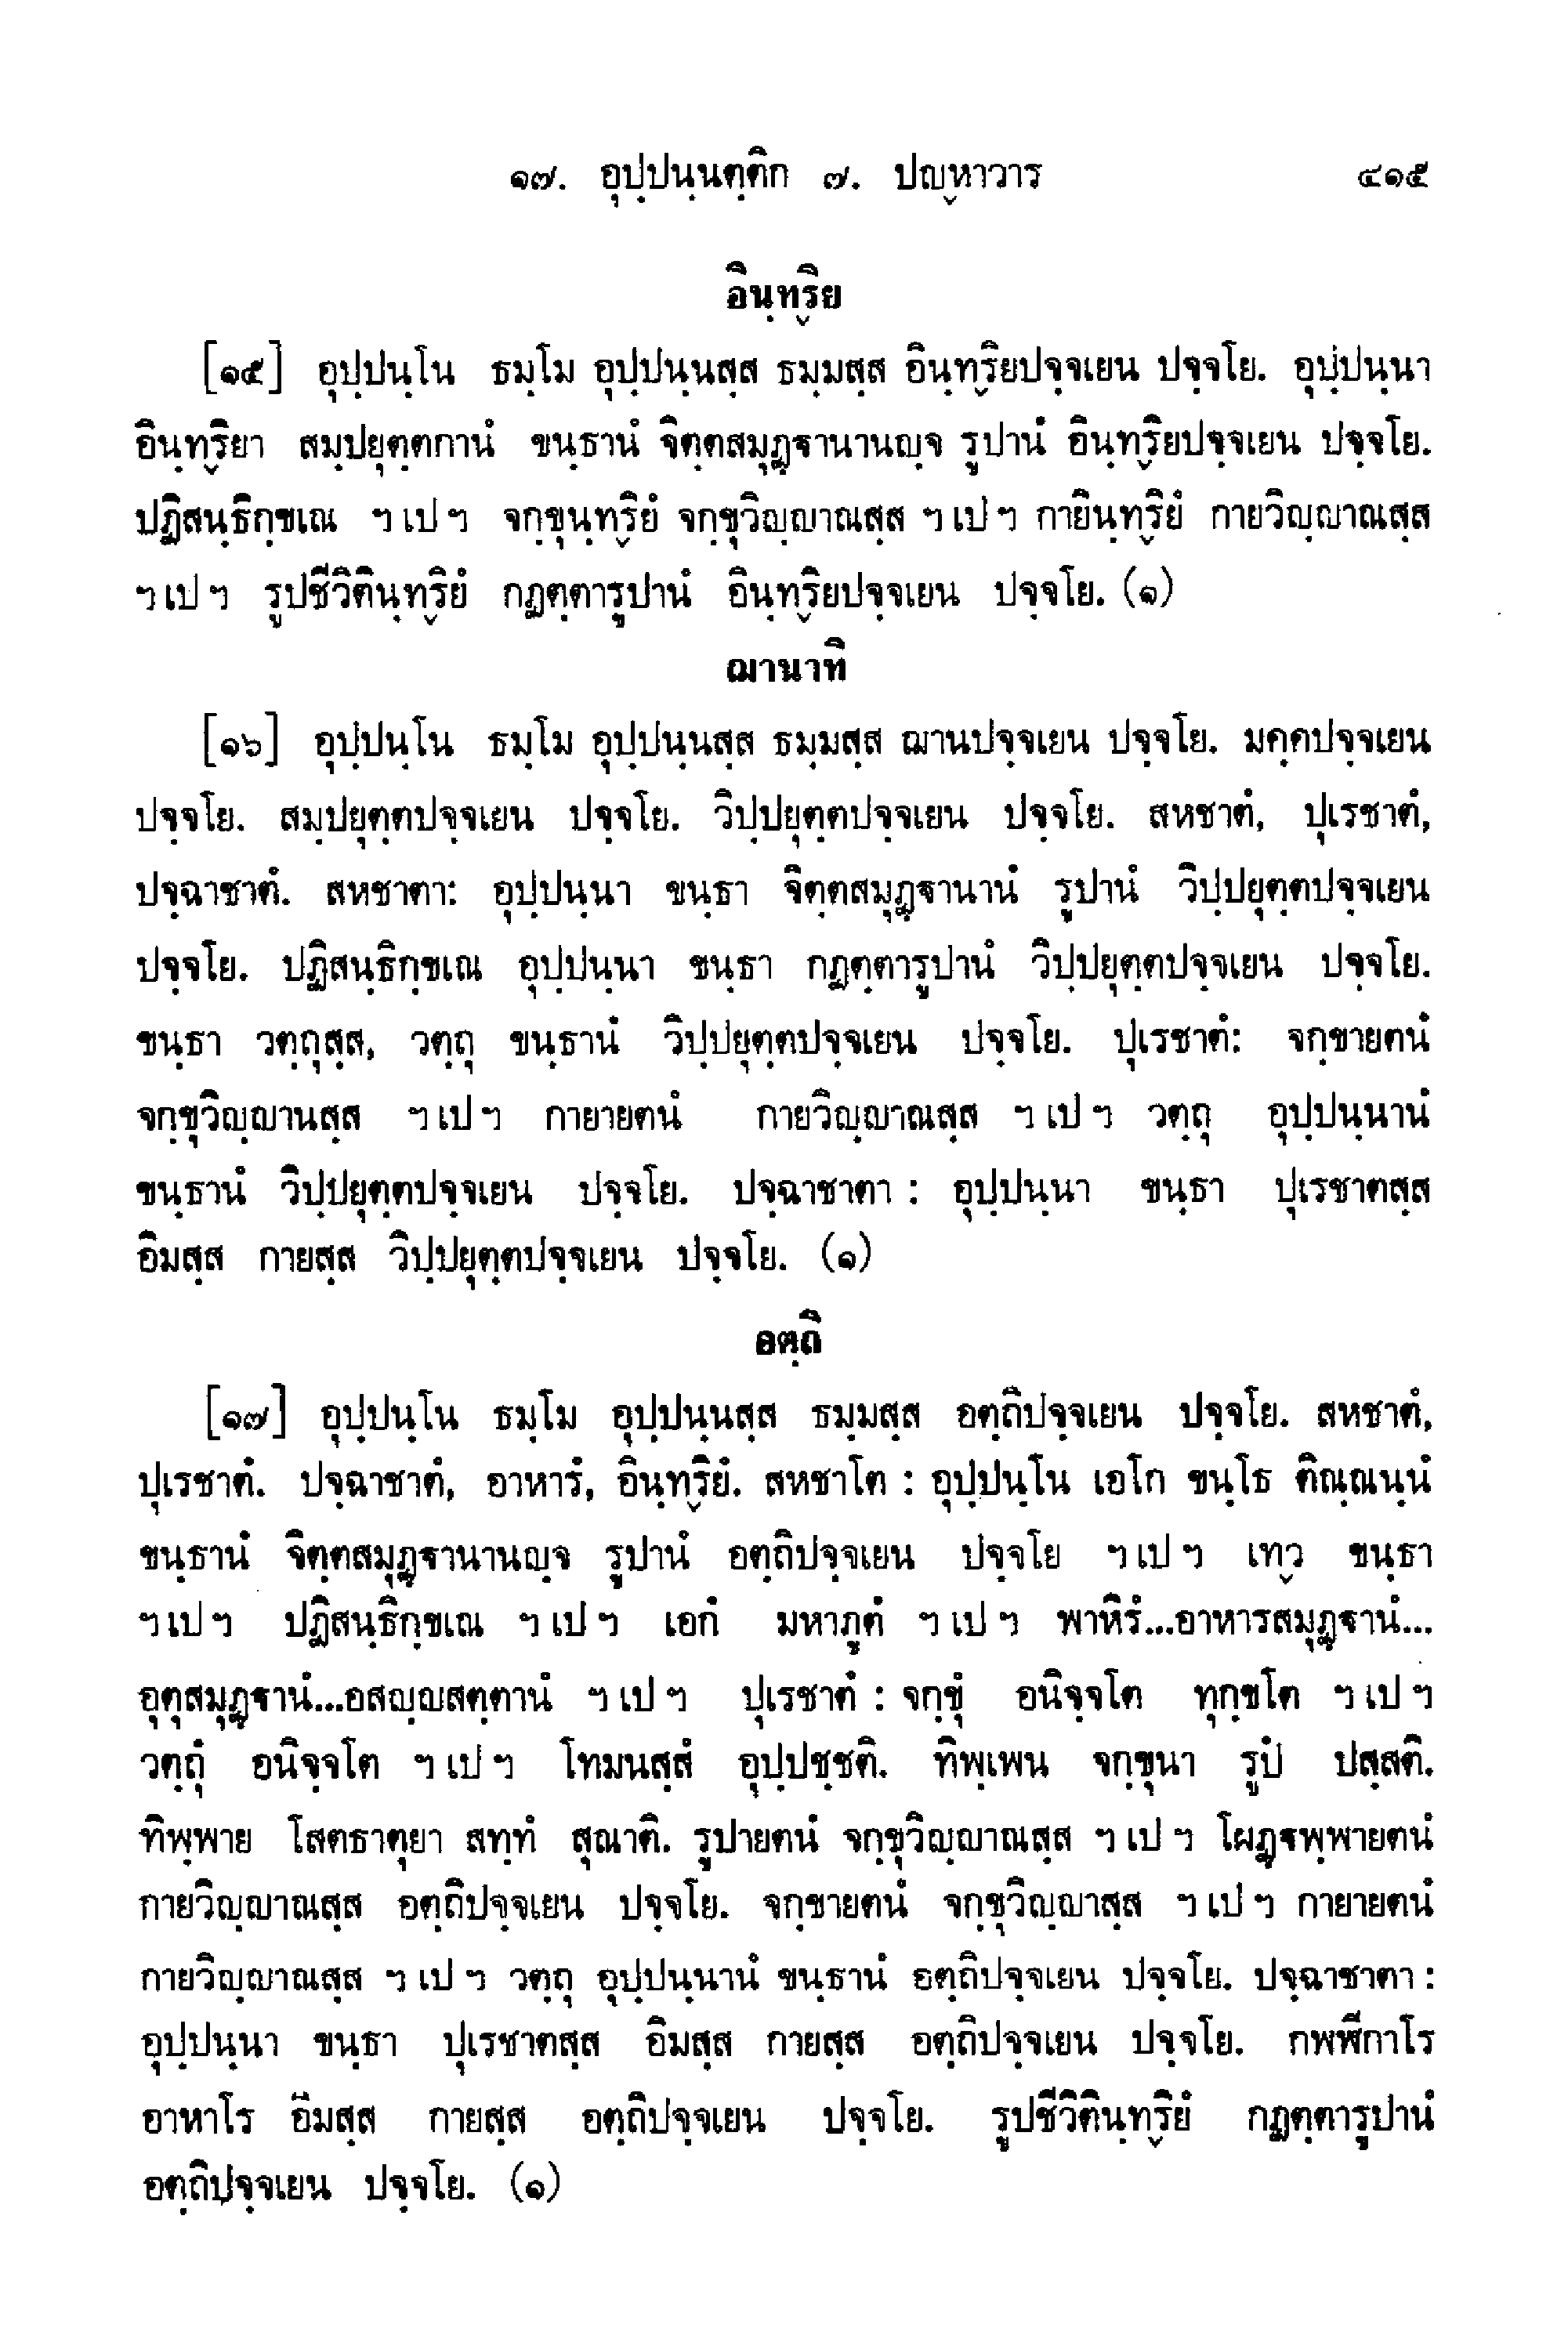 ๑๗. อุปฺปนฺนตฺติก ๗. ปญฺหาวาร ๔๑๕
อินฺทฺริย
[๑๕] อุปฺปนฺโน ธมฺโม อุปฺปนฺนสฺส ธมฺมสฺส อินฺทฺริยปจฺจเยน ปจฺจโย. อุปฺปนฺนา
อินฺทฺริยา สมฺปยุตฺตกานํ ขนฺธานํ จิตฺตสมุฏฺฐานานญฺจ รูปานํ อินฺทฺริยปจฺจเยน ปจฺจโย.
ปฏิสนฺธิกฺขเณ ฯ เป ฯ จกฺขุนฺทฺริยํ จกฺขุวิญฺญาณสฺส ฯ เป ฯ กายินฺทฺริยํ กายวิญฺญาณสฺส
ฯ เป ฯ รูปชีวิตินฺทฺริยํ กฏตฺตารูปานํ อินฺทฺริยปจฺจเยน ปจฺจโย. (๑)
ฌานาทิ
[๑๖] อุปฺปนฺโน ธมฺโม อุปฺปนฺนสฺส ธมฺมสฺส ฌานปจฺจเยน ปจฺจโย. มคฺคปจฺจเยน
ปจฺจโย. สมฺปยุตฺตปจฺจเยน ปจฺจโย. วิปฺปยุตฺตปจฺจเยน ปจฺจโย. สหชาตํ, ปุเรชาตํ,
ปจฺฉาชาตํ. สหชาตา: อุปฺปนฺนา ขนฺธา จิตฺตสมุฏฺฐานานํ รูปานํ วิปฺปยุตฺตปจฺจเยน
ปจฺจโย. ปฏิสนฺธิกฺขเณ อุปฺปนฺนา ขนฺธา กฏตฺตารูปานํ วิปฺปยุตฺตปจฺจเยน ปจฺจโย.
ขนฺธา วตฺถุสฺส, วตฺถุ ขนฺธานํ วิปฺปยุตฺตปจฺจเยน ปจฺจโย. ปุเรชาตํ: จกฺขายตนํ
จกฺขุวิญฺญานสฺส ฯ เป ฯ กายายตนํ กายวิญฺญาณสฺส ฯ เป ฯ วตฺถุ อุปฺปนฺนานํ
ขนฺธานํ วิปฺปยุตฺตปจฺจเยน ปจฺจโย. ปจฺฉาชาตา : อุปฺปนฺนา ขนฺธา ปุเรชาตสฺส
อิมสฺส กายสฺส วิปฺปยุตฺตปจฺจเยน ปจฺจโย. (๑)
อตฺถิ
[๑๗] อุปฺปนฺโน ธมฺโม อุปฺปนฺนสฺส ธมฺมสฺส อตฺถิปจฺจเยน ปจฺจโย. สหชาตํ,
ปุเรชาตํ. ปจฺฉาชาตํ, อาหารํ, อินฺทฺริยํ. สหชาโต : อุปฺปนฺโน เอโก ขนฺโธ ติณฺณนฺนํ
ขนฺธานํ จิตฺตสมุฏฺฐานานญฺจ รูปานํ อตฺถิปจฺจเยน ปจฺจโย ฯ เป ฯ เทฺว ขนฺธา
ฯ เป ฯ ปฏิสนฺธิกฺขเณ ฯ เป ฯ เอกํ มหาภูตํ ฯ เป ฯ พาหิรํ...อาหารสมุฏฺฐานํ...
อุตุสมุฏฺฐานํ...อสญฺญสตฺตานํ ฯ เป ฯ ปุเรชาตํ : จกฺขุํ อนิจฺจโต ทุกฺขโต ฯ เป ฯ
วตฺถุํ อนิจฺจโต ฯ เป ฯ โทมนสฺสํ อุปฺปชฺชติ. ทิพฺเพน จกฺขุนา รูปํ ปสฺสติ.
ทิพฺพาย โสตธาตุยา สทฺทํ สุณาติ. รูปายตนํ จกฺขุวิญฺญาณสฺส ฯ เป ฯ โผฏฺฐพฺพายตนํ
กายวิญฺญาณสฺส อตฺถิปจฺจเยน ปจฺจโย. จกฺขายตนํ จกฺขุวิญฺญาสฺส ฯ เป ฯ กายายตนํ
กายวิญฺญาณสฺส ฯ เป ฯ วตฺถุ อุปฺปนฺนานํ ขนฺธานํ อตฺถิปจฺจเยน ปจฺจโย. ปจฺฉาชาตา :
อุปฺปนฺนา ขนฺธา ปุเรชาตสฺส อิมสฺส กายสฺส อตฺถิปจฺจเยน ปจฺจโย. กพฬีกาโร
อาหาโร อิมสฺส กายสฺส อตฺถิปจฺจเยน ปจฺจโย. รูปชีวิตินฺทฺริยํ กฏตฺตารูปานํ
อตฺถิปจฺจเยน ปจฺจโย. (๑)